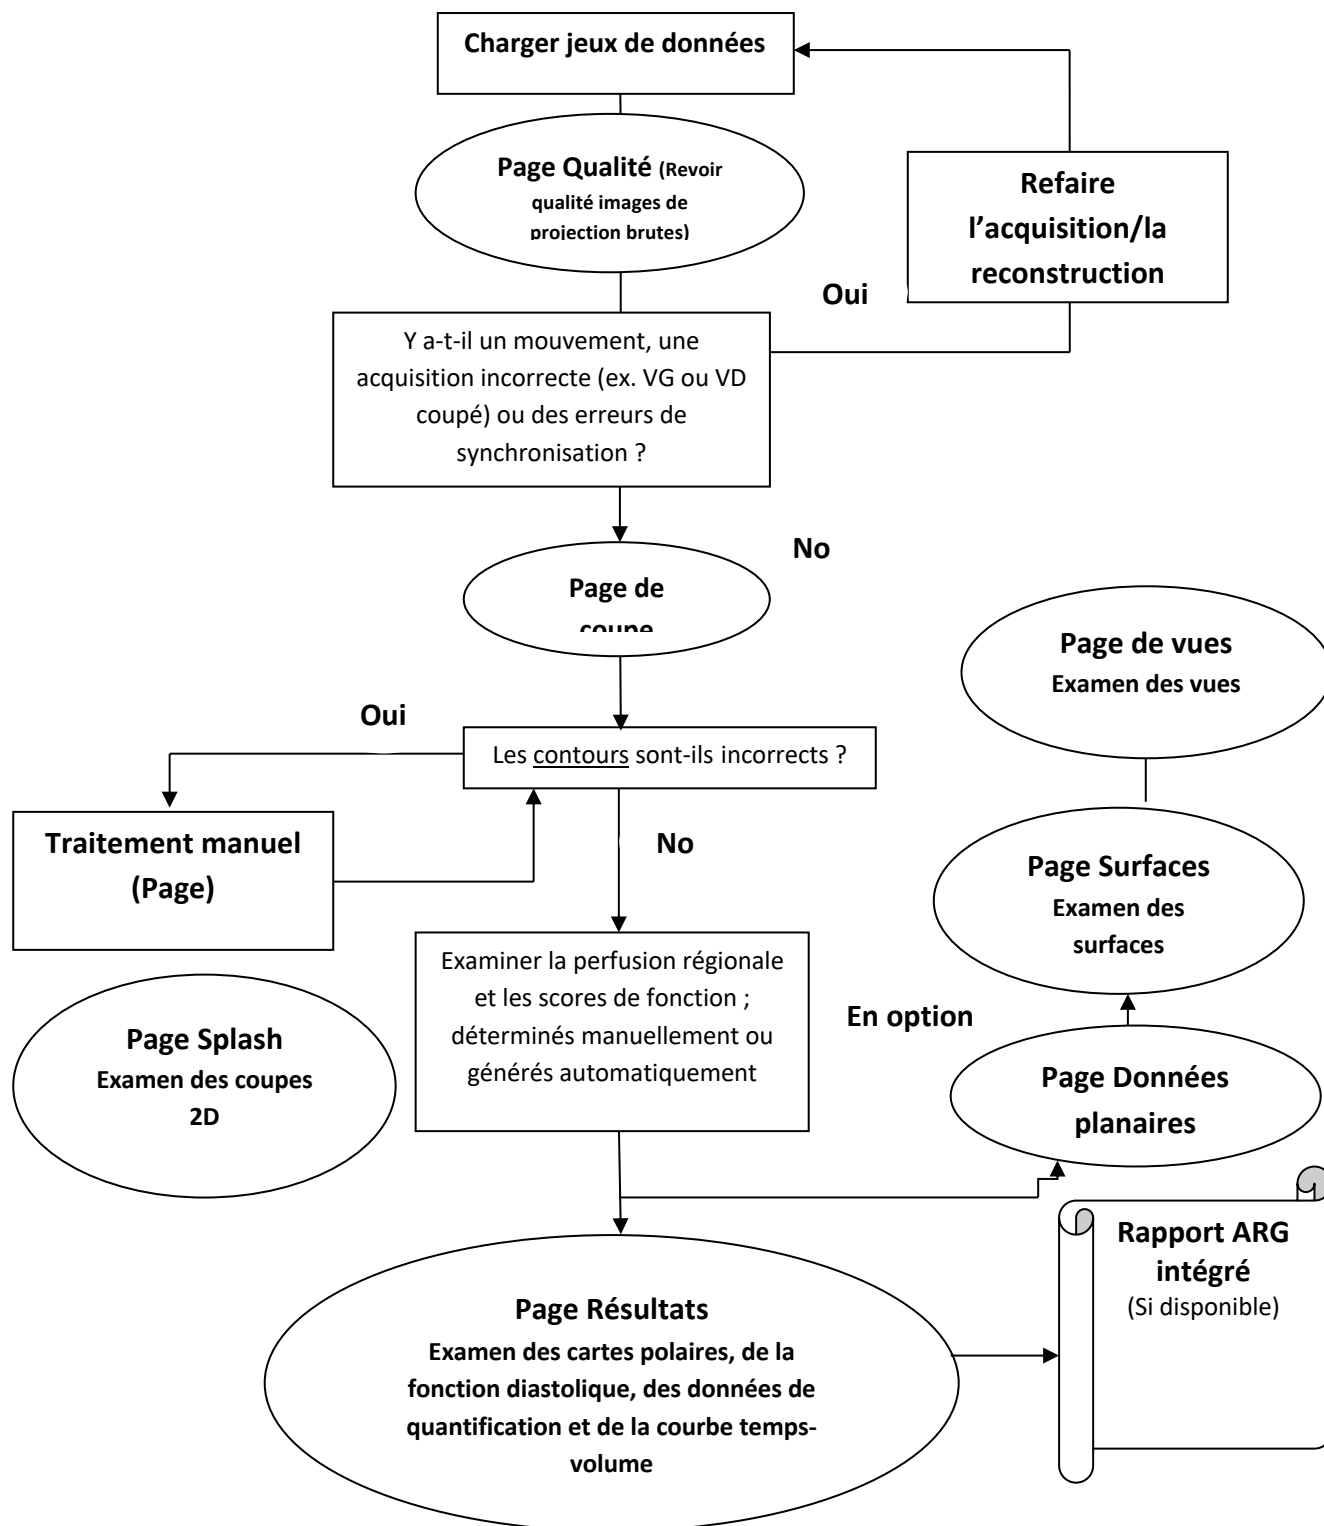 Charger jeux de données
Page Qualité (Revoir
qualité images de
projection brutes)
Refaire
l’acquisition/la
reconstruction
Oui
Y a-t-il un mouvement, une
acquisition incorrecte (ex. VG ou VD
coupé) ou des erreurs de
synchronisation ?
No
Page de
coupe
Page de vues
Examen des vues
Oui
Les contours sont-ils incorrects ?
Traitement manuel
(Page)
No
Page Surfaces
Examen des
surfaces
Examiner la perfusion régionale
et les scores de fonction ;
déterminés manuellement ou
générés automatiquement
En option
Page Splash
Examen des coupes
2D
Page Données
planaires
Rapport ARG
intégré
(Si disponible)
Page Résultats
Examen des cartes polaires, de la
fonction diastolique, des données de
quantification et de la courbe temps-
volume